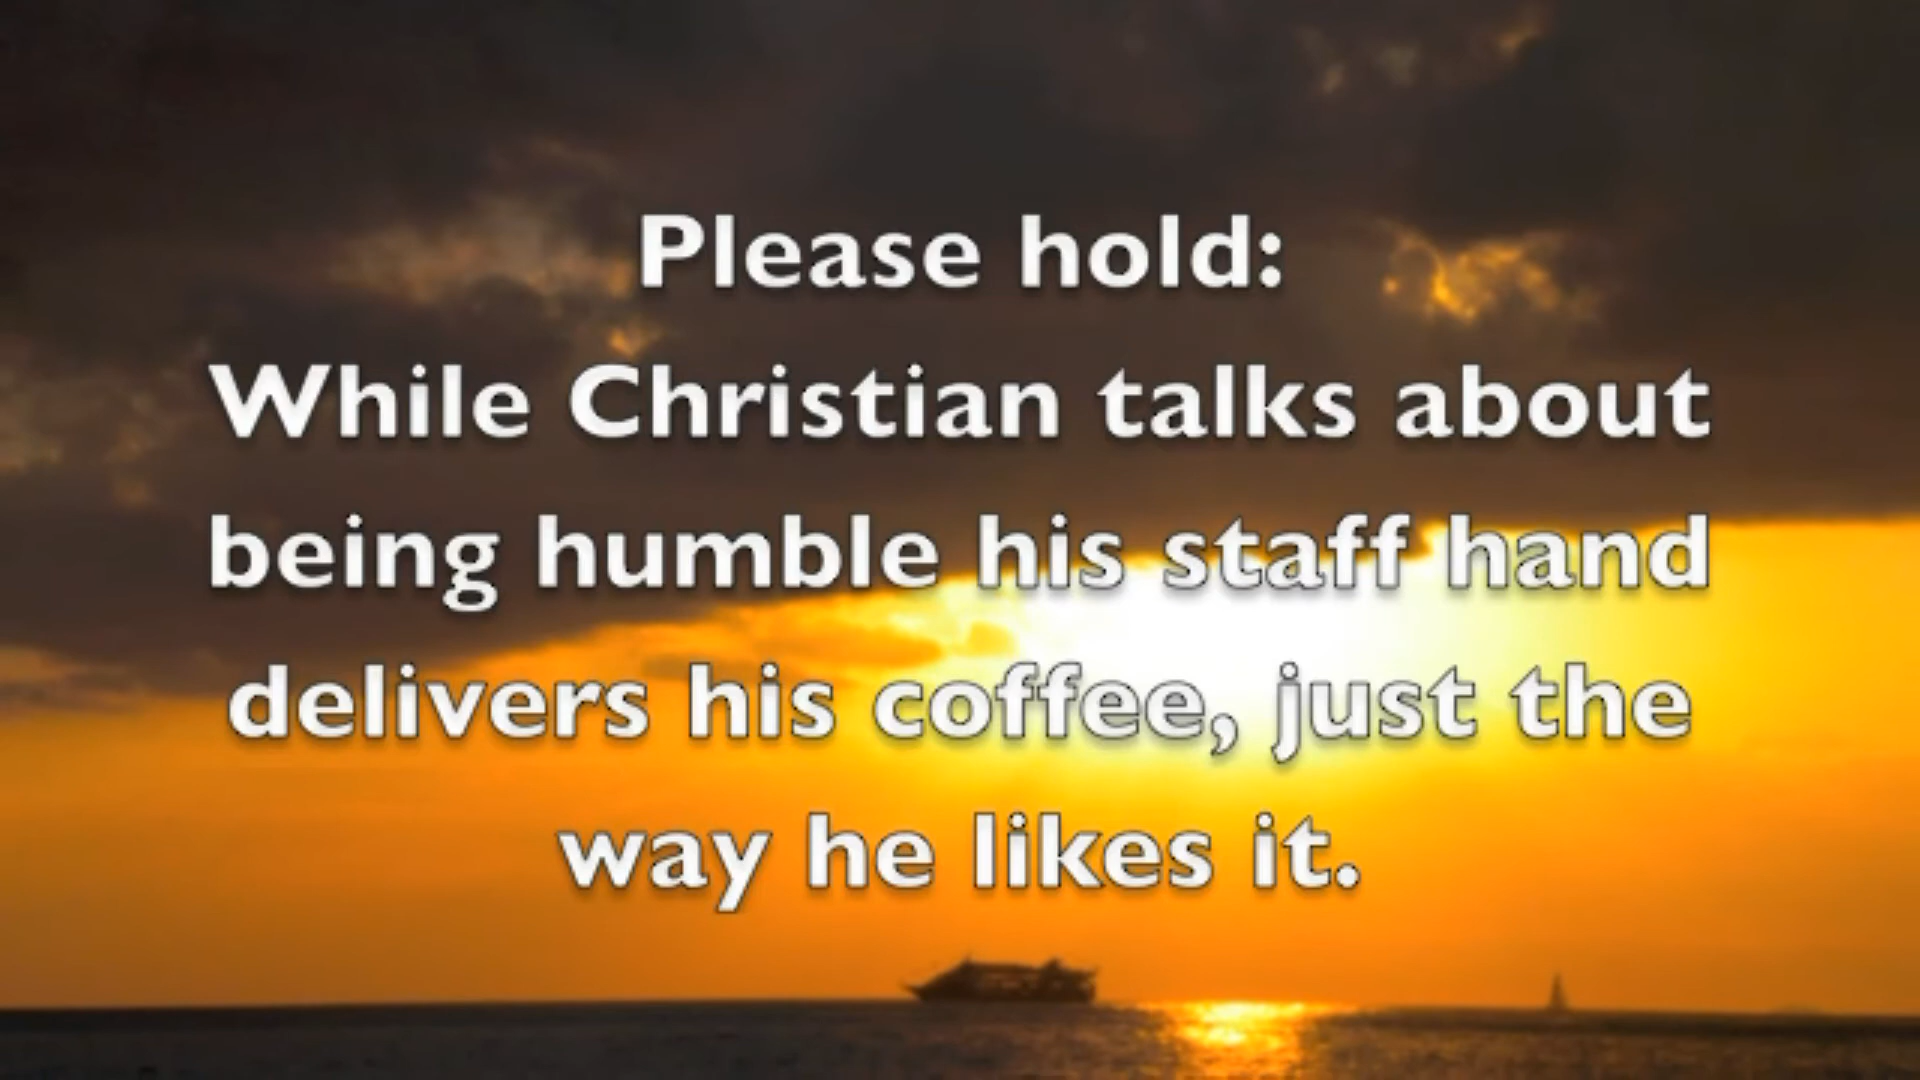 Please hold:
While Christian talks about
being humble his staff hand
delivers his coffee, just the
way he likes it.